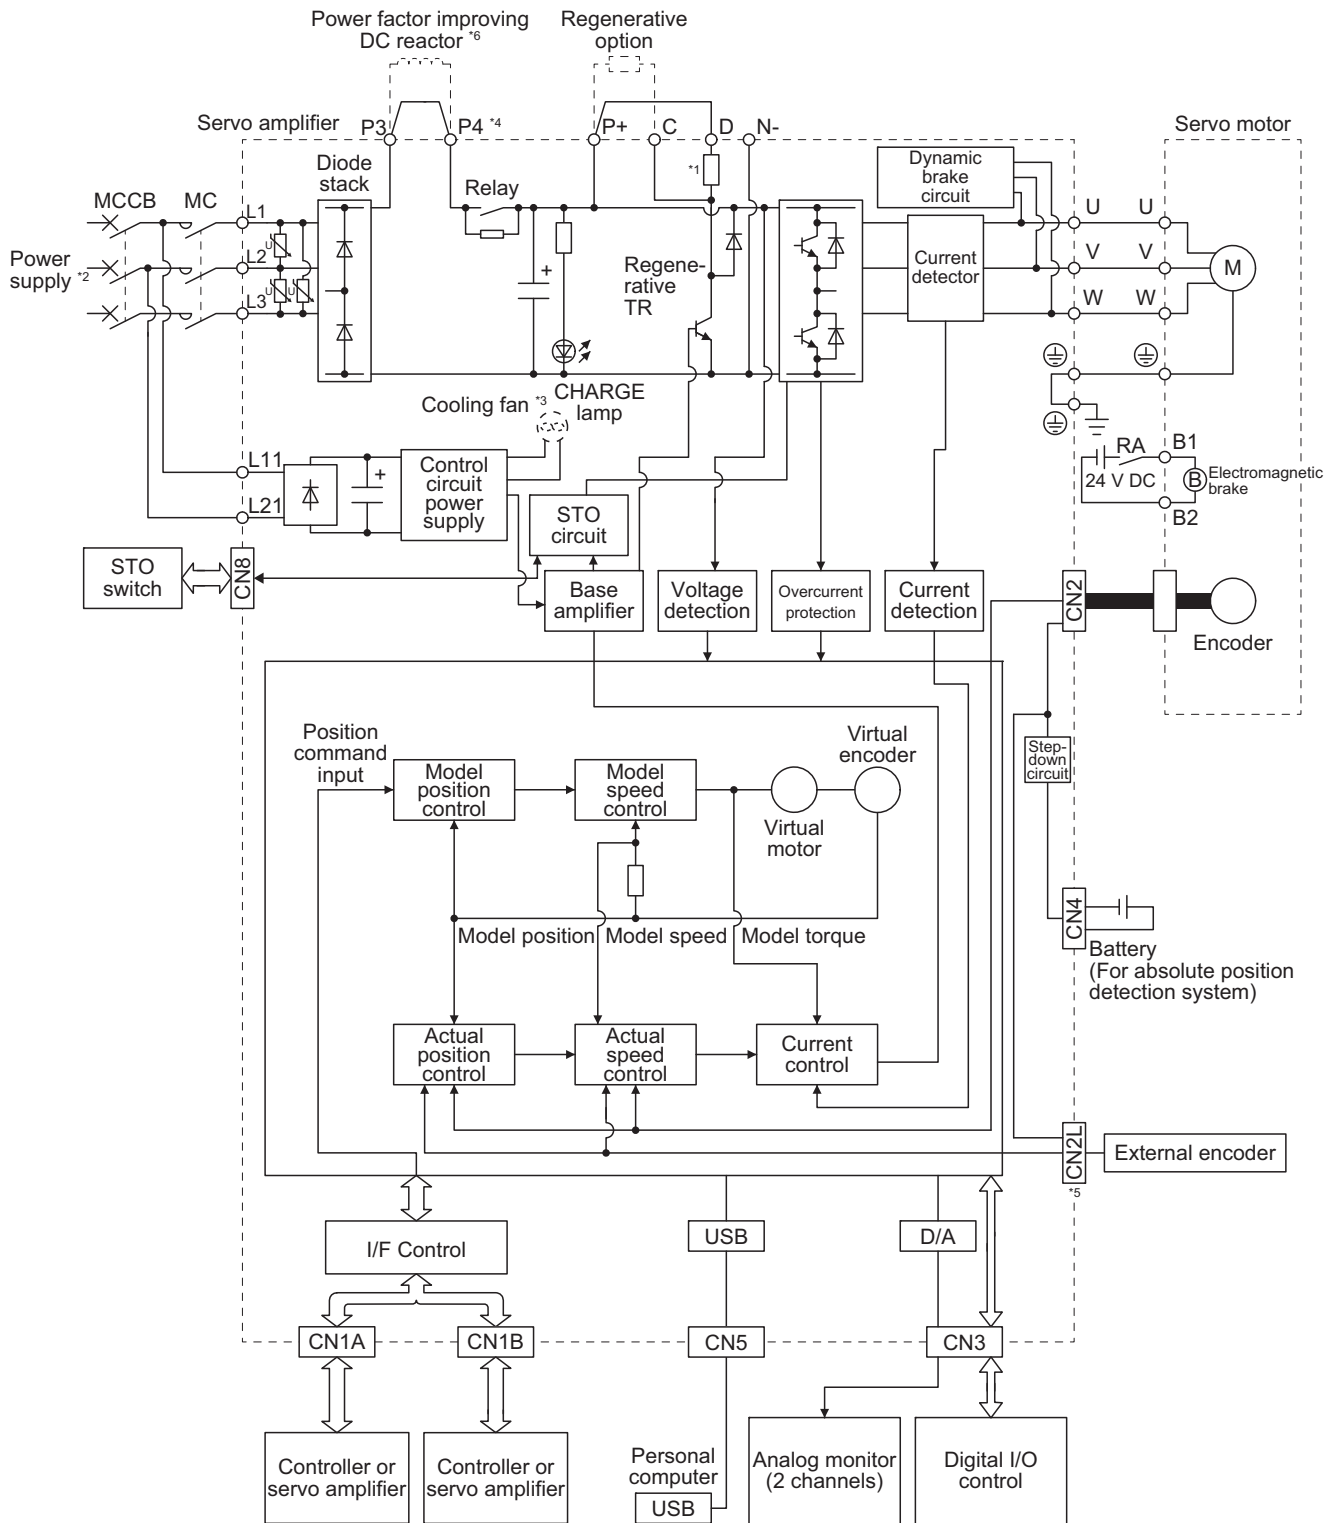 Power factor improving
DC reactor *6
Regenerative
option
Servo amplifier
P3
P4 *4
P+
C
D
N-
Servo motor
Diode
stack
*1
Dynamic
brake
circuit
MCCB
MC
Relay
L1
L2
L3
U
U
U
Power
supply *2
Regene-
rative
TR
+
Current
detector
U
U
V
V
W
W
M
Cooling fan *3
CHARGE
lamp
L11
L21
+
Control
circuit
power
supply
RA
24 V DC
B1
B
Electromagnetic
brake
B2
STO
circuit
STO
switch
CN8
Base
amplifier
Voltage
detection
Overcurrent
protection
Current
detection
CN2
Encoder
Position
command
input
Model
position
control
Model
speed
control
Virtual
encoder
Virtual
motor
Step-
down
circuit
Model position
Model speed
Model torque
CN4
Battery
(For absolute position
detection system)
Actual
position
control
Actual
speed
control
Current
control
CN2L
*5
External encoder
I/F Control
USB
D/A
CN1A
CN1B
CN5
CN3
Controller or
servo amplifier
Controller or
servo amplifier
Personal
computer
USB
Analog monitor
(2 channels)
Digital I/O
control